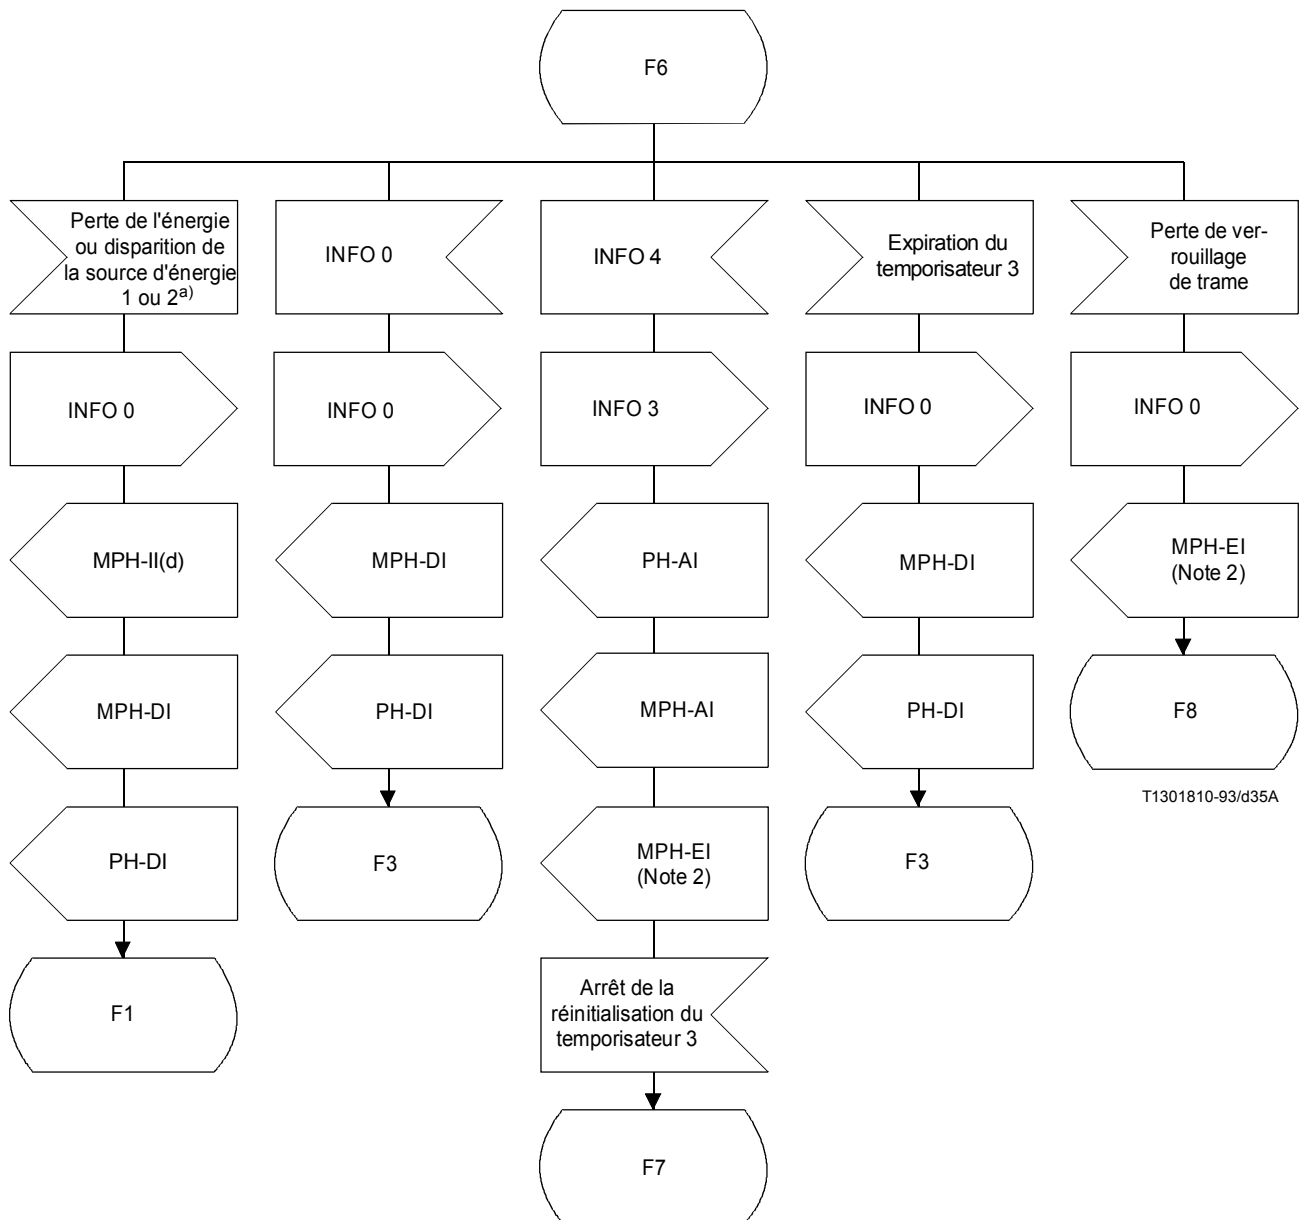 F6
Perte de l'énergie
ou disparition de
la source d'énergie
1 ou 2a)
INFO 0
INFO 4
Expiration du
temporisateur 3
Perte de ver-
rouillage
de trame
INFO 0
INFO 0
INFO 3
INFO 0
INFO 0
MPH-II(d)
MPH-DI
PH-AI
MPH-DI
MPH-EI
(Note 2)
MPH-DI
PH-DI
MPH-AI
PH-DI
F8
T1301810-93/d35A
PH-DI
F3
MPH-EI
(Note 2)
F3
F1
Arrêt de la
réinitialisation du
temporisateur 3
F7